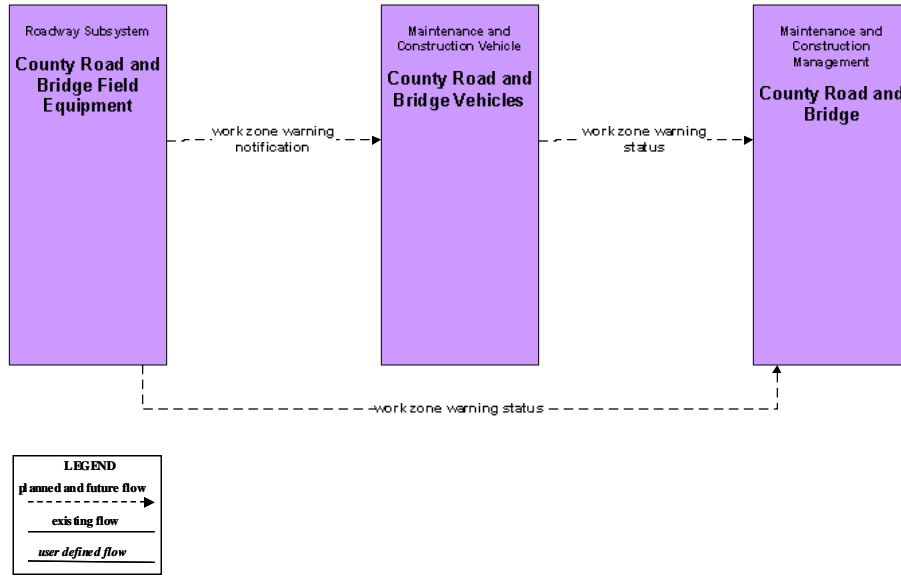 Roadway Subsystem
County Road and
Bridge Field
Equipment
Maintenance and
Construction Vehicle
County Road and
Bridge Vehicles
Maintenance and
Construction
Management
County Road and
Bridge
work zone warning
notification
work zone warning
status
work zone warning status
LEGEND
planned and future flow
existing flow
user defined flow